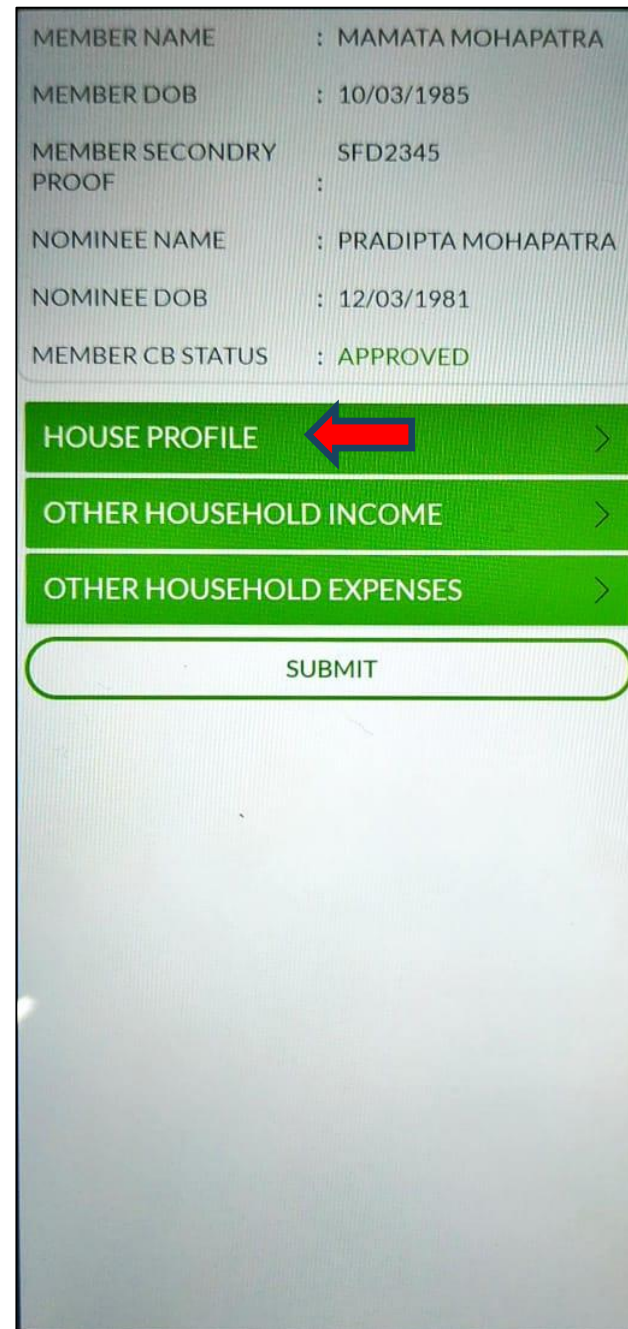 MEMBER NAME : MAMATA MOHAPATRA
MEMBER DOB : 10/03/1985
MEMBER SECONDRY SFD2345
PROOF :
NOMINEE NAME : PRADIPTA MOHAPATRA
NOMINEE DOB : 12/03/1981
MEMBER CB STATUS : APPROVED
HOUSE PROFILE >
OTHER HOUSEHOLD INCOME >
OTHER HOUSEHOLD EXPENSES >
SUBMIT